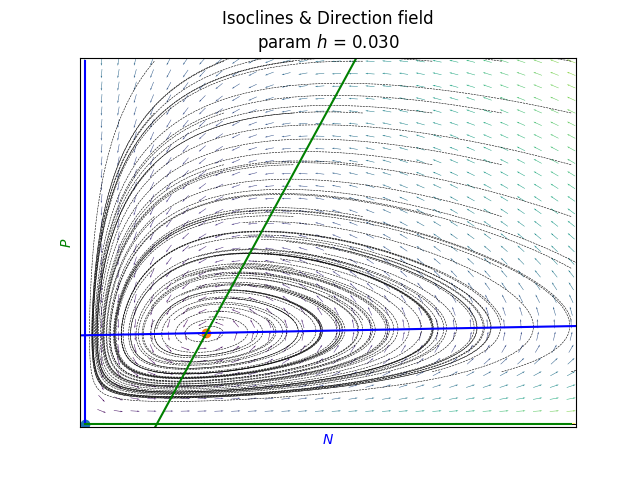 Isoclines & Direction field
param h = 0.030
P
N